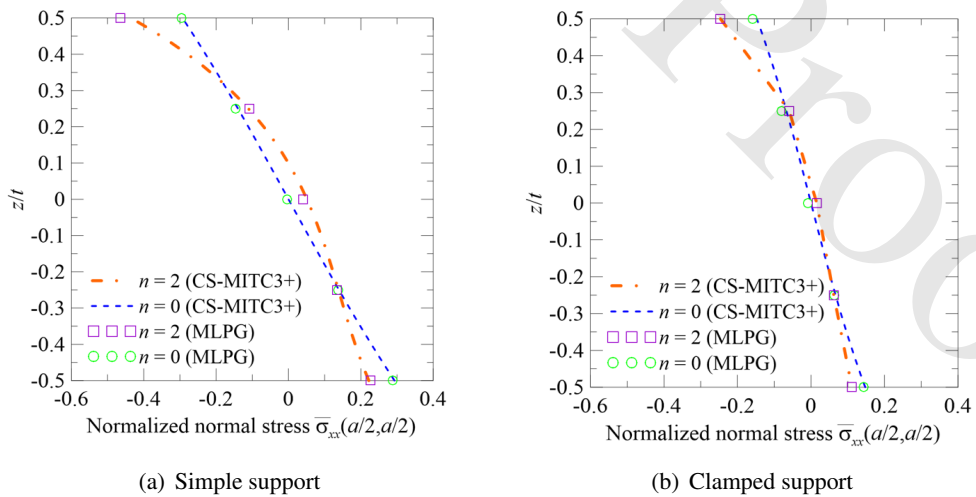 0.5
0.4
0.3
0.2
0.1
0
-0.1
-0.2
-0.3
-0.4
-0.5
z/t
n = 2 (CS-MITC3+)
n = 0 (CS-MITC3+)
n = 2 (MLPG)
n = 0 (MLPG)
-0.6 -0.4 -0.2 0 0.2 0.4
Normalized normal stress σ̅xx(a/2,a/2)
(a) Simple support
0.5
0.4
0.3
0.2
0.1
0
-0.1
-0.2
-0.3
-0.4
-0.5
z/t
n = 2 (CS-MITC3+)
n = 0 (CS-MITC3+)
n = 2 (MLPG)
n = 0 (MLPG)
-0.6 -0.4 -0.2 0 0.2 0.4
Normalized normal stress σ̅xx(a/2,a/2)
(b) Clamped support
Proo